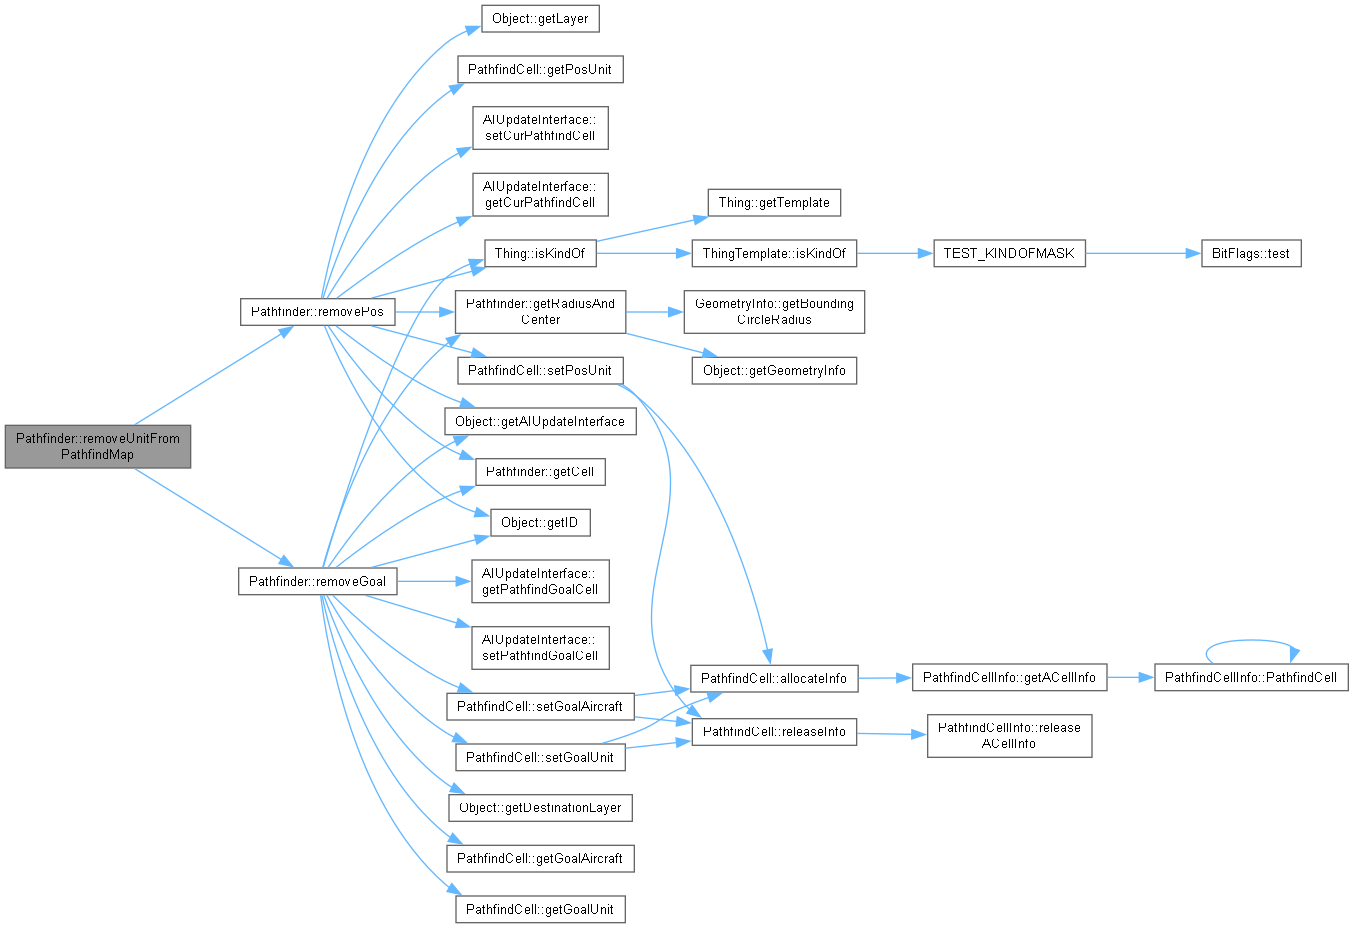 Object::getLayer
PathfindCell::getPosUnit
AIUpdateInterface::
setCurPathfindCell
AIUpdateInterface::
getCurPathfindCell
Thing::getTemplate
Thing::isKindOf
ThingTemplate::isKindOf
TEST_KINDOFMASK
BitFlags::test
Pathfinder::removePos
Pathfinder::getRadiusAnd
Center
GeometryInfo::getBounding
CircleRadius
PathfindCell::setPosUnit
Object::getGeometryInfo
Object::getAIUpdateInterface
Pathfinder::removeUnitFrom
PathfindMap
Pathfinder::getCell
Object::getID
Pathfinder::removeGoal
AIUpdateInterface::
getPathfindGoalCell
AIUpdateInterface::
setPathfindGoalCell
PathfindCell::allocateInfo
PathfindCellInfo::getACellInfo
PathfindCellInfo::PathfindCell
PathfindCell::setGoalAircraft
PathfindCell::releaseInfo
PathfindCellInfo::release
ACellInfo
PathfindCell::setGoalUnit
Object::getDestinationLayer
PathfindCell::getGoalAircraft
PathfindCell::getGoalUnit